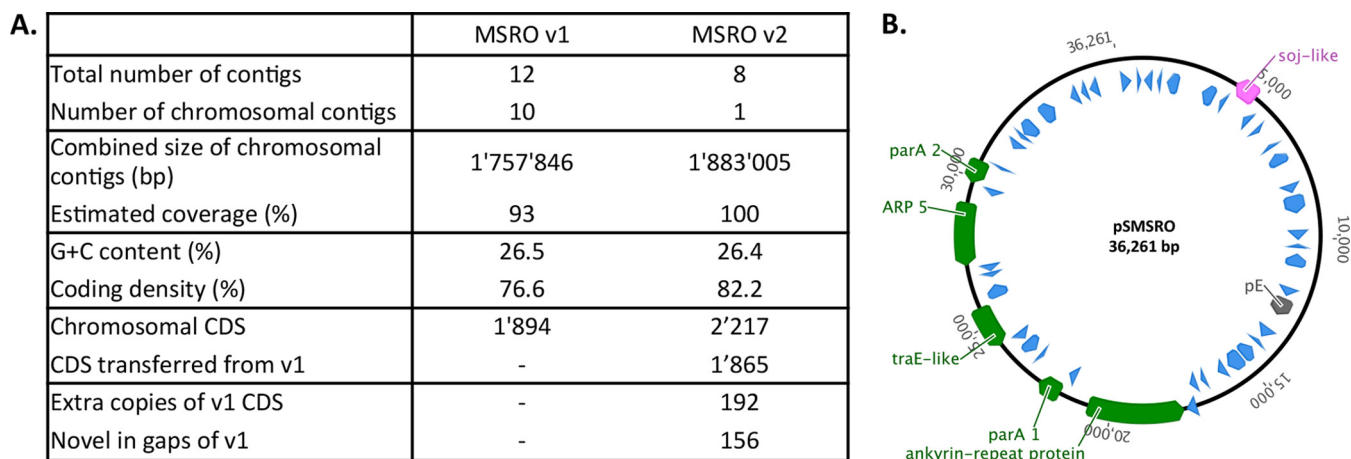 A.
MSRO v1 MSRO v2
Total number of contigs 12 8
Number of chromosomal contigs 10 1
Combined size of chromosomal
contigs (bp) 1'757'846 1'883'005
Estimated coverage (%) 93 100
G+C content (%) 26.5 26.4
Coding density (%) 76.6 82.2
Chromosomal CDS 1'894 2’217
CDS transferred from v1 - 1’865
Extra copies of v1 CDS - 192
Novel in gaps of v1 - 156
B.
36,261
soj-like
5,000
parA 2
30,000
ARP 5
pSMSRO
36,261 bp
10,000
pE
25,000
traE-like
15,000
parA 1
20,000
ankyrin-repeat protein